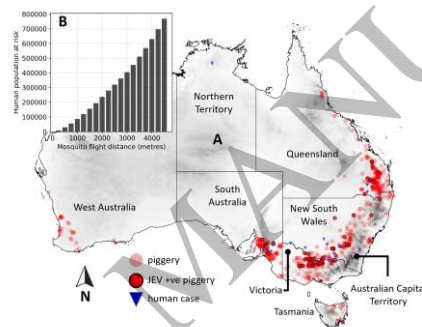 B
Human population at risk
800000
700000
600000
500000
400000
300000
200000
100000
0
0 1000 2000 3000 4000
Mosquito flight distance (metres)
Northern
Territory
A
Queensland
West Australia
South
Australia
New South
Wales
piggery
JEV +ve piggery
human case
N
Victoria
Australian Capital
Territory
Tasmania
MANU